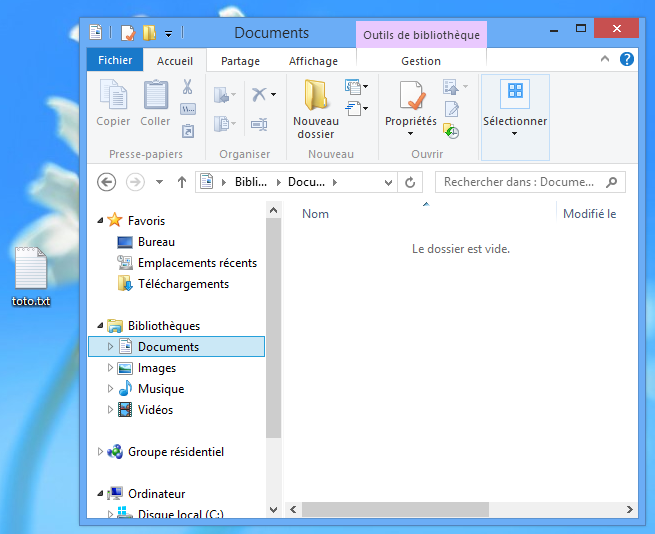 Documents
Outils de bibliothèque
Fichier
Accueil
Partage
Affichage
Gestion
Copier
Coller
Presse-papiers
Organiser
Nouveau
dossier
Nouveau
Propriétés
Ouvrir
Sélectionner
Bibli...
Docu...
Rechercher dans : Docume...
Favoris
Bureau
Emplacements récents
Téléchargements
Bibliothèques
Documents
Images
Musique
Vidéos
Groupe résidentiel
Ordinateur
Disque local (C:)
Nom
Modifié le
Le dossier est vide.
toto.txt